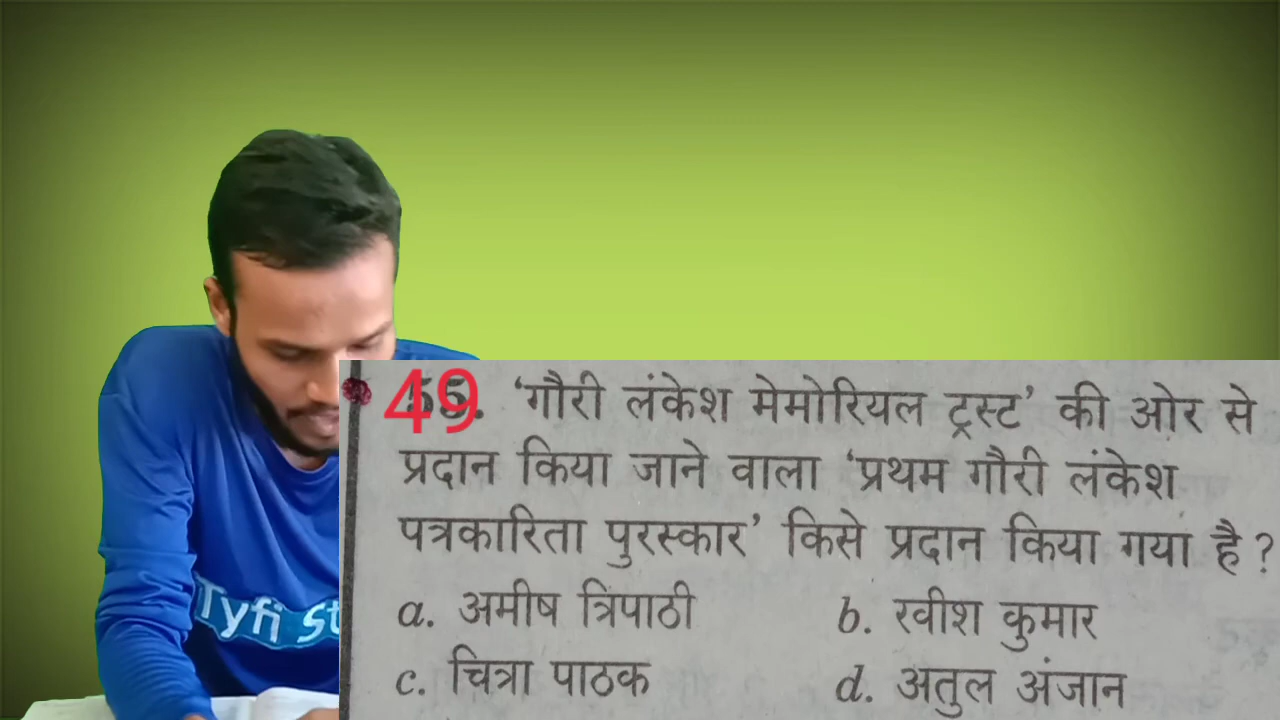 Tyfi St
49. 'गौरी लंकेश मेमोरियल ट्रस्ट' की ओर से
प्रदान किया जाने वाला 'प्रथम गौरी लंकेश
पत्रकारिता पुरस्कार' किसे प्रदान किया गया है ?
a. अमीष त्रिपाठी b. रवीश कुमार
c. चित्रा पाठक d. अतुल अंजान